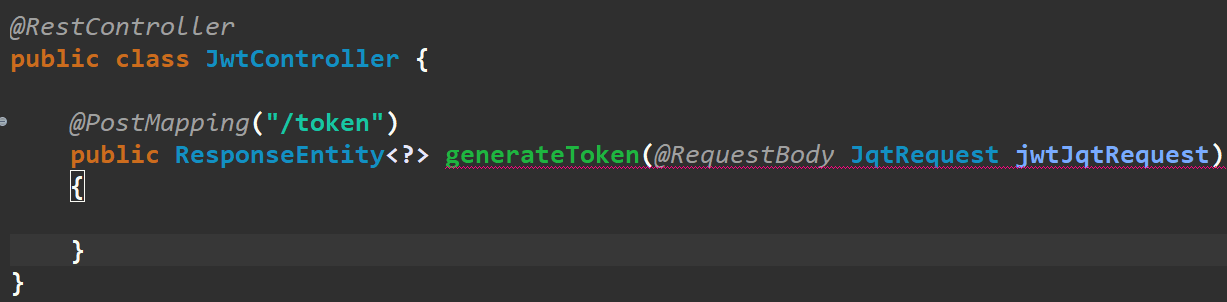 @RestController
public class JwtController {
@PostMapping("/token")
public ResponseEntity<?> generateToken(@RequestBody JqtRequest jwtJqtRequest)
{
}
}